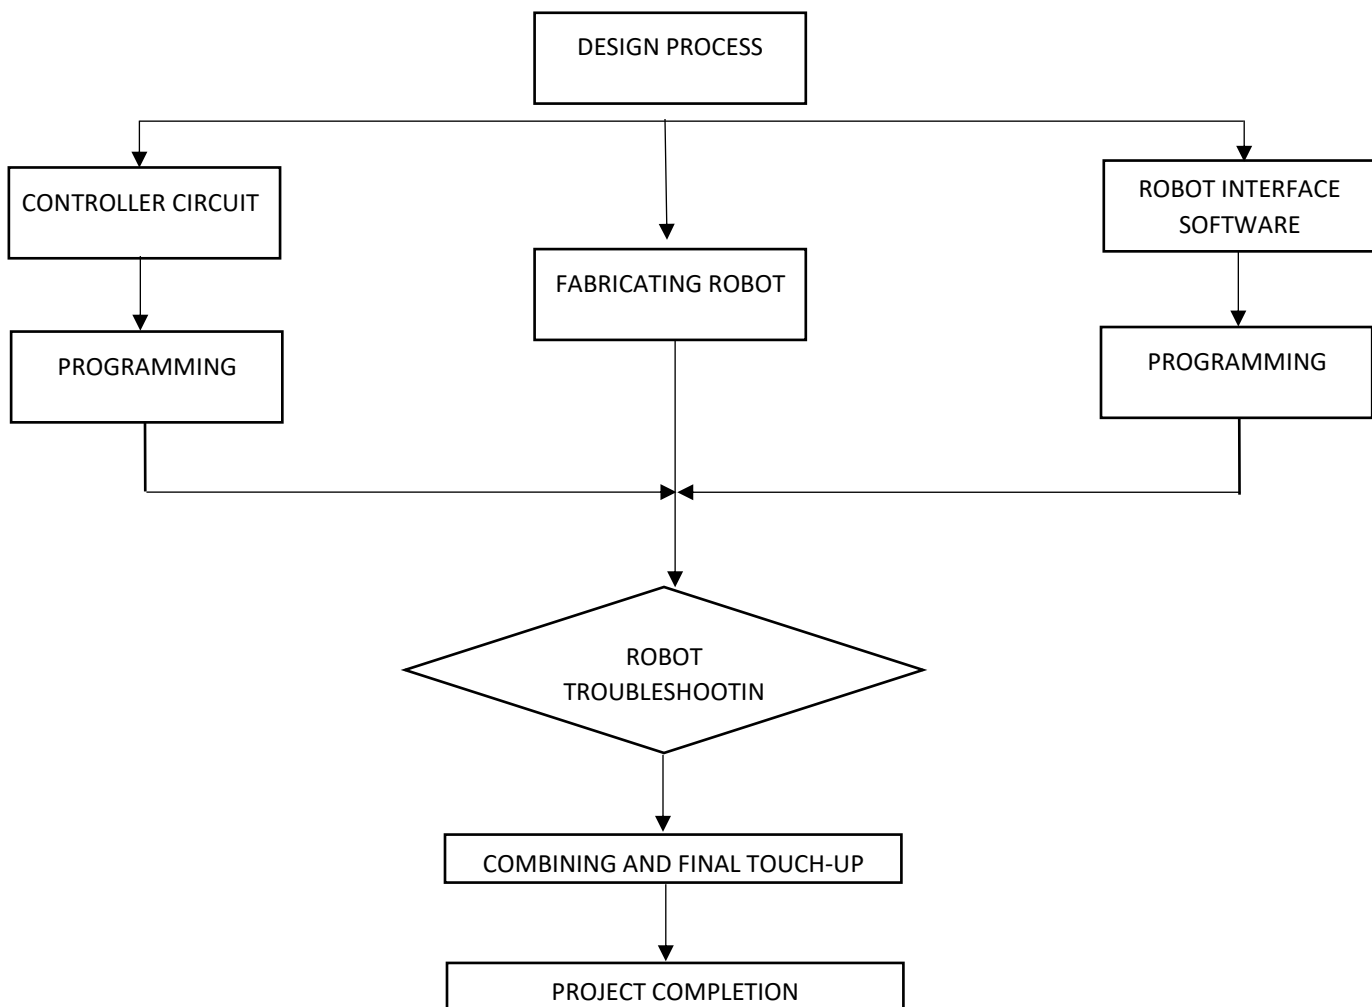 DESIGN PROCESS
CONTROLLER CIRCUIT
ROBOT INTERFACE
SOFTWARE
FABRICATING ROBOT
PROGRAMMING
PROGRAMMING
ROBOT
TROUBLESHOOTIN
COMBINING AND FINAL TOUCH-UP
PROJECT COMPLETION